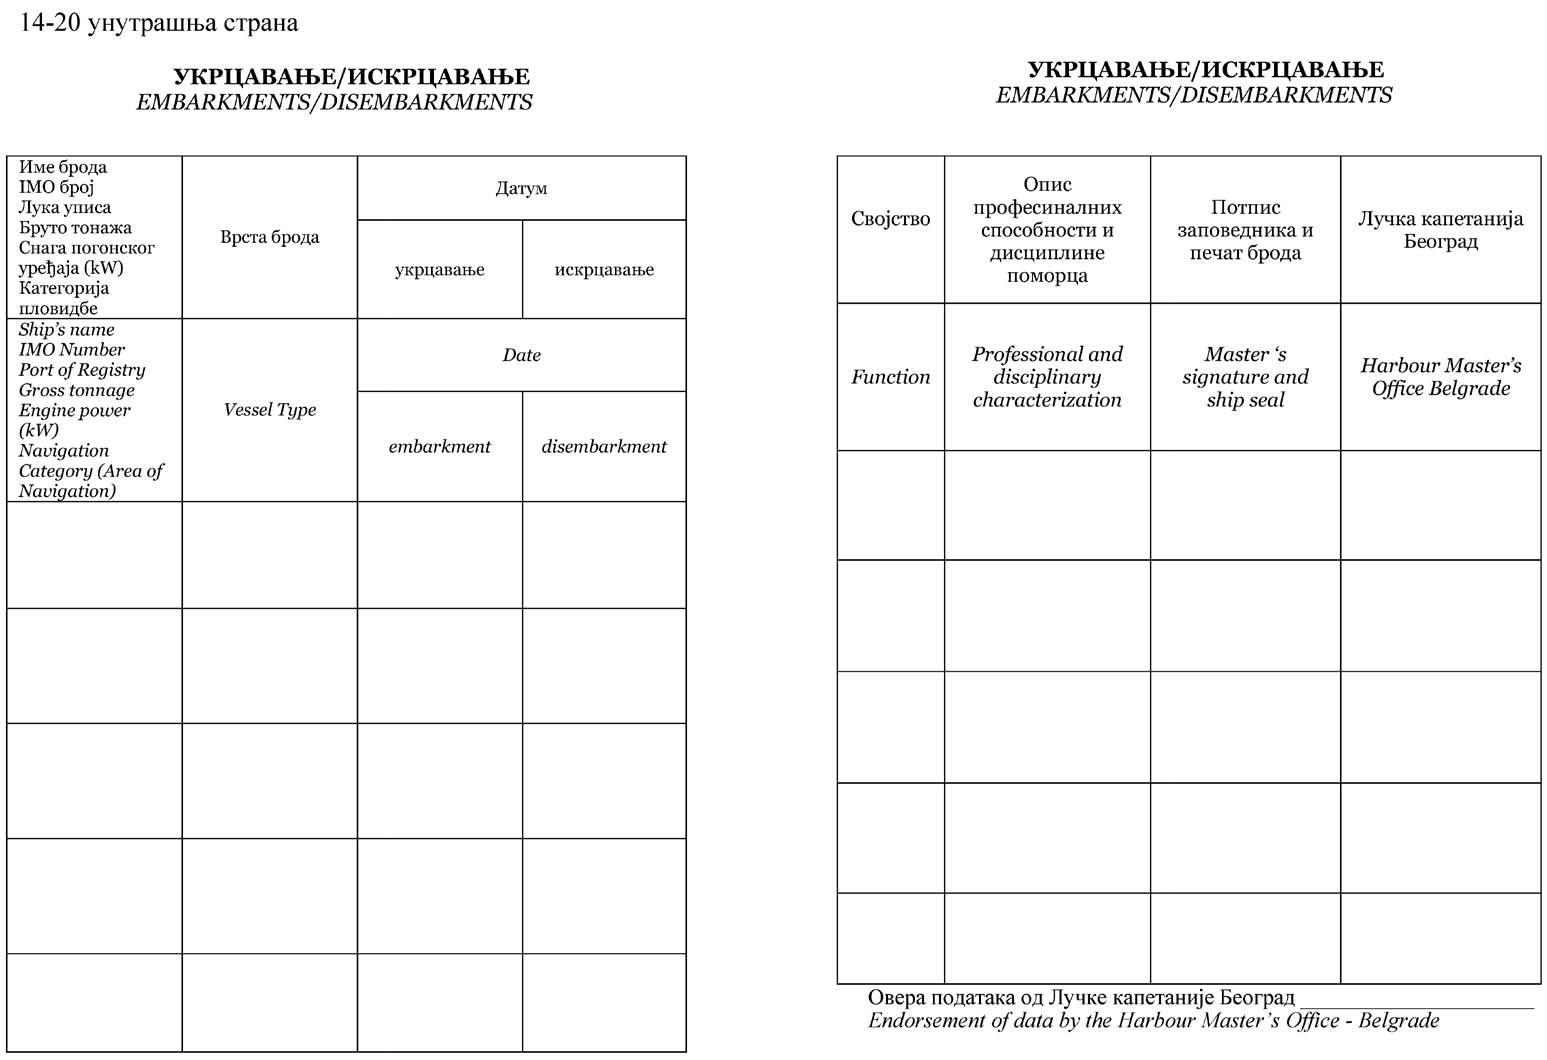 14-20 унутрашња страна
УКРЦАВАЊЕ/ИСКРЦАВАЊЕ
EMBARKMENTS/DISEMBARKMENTS
Име брода
IMO број
Лука уписа
Бруто тонажа
Снага погонског
уређаја (kW)
Категорија
пловидбе
Врста брода
Датум
укрцавање
искрцавање
Ship's name
IMO Number
Port of Registry
Gross tonnage
Engine power
(kW)
Navigation
Category (Area of
Navigation)
Vessel Type
Date
embarkment
disembarkment
УКРЦАВАЊЕ/ИСКРЦАВАЊЕ
EMBARKMENTS/DISEMBARKMENTS
Својство
Опис
професиналних
способности и
дисциплине
поморца
Потпис
заповедника и
печат брода
Лучка капетанија
Београд
Function
Professional and
disciplinary
characterization
Master ‘s
signature and
ship seal
Harbour Master’s
Office Belgrade
Овера података од Лучке капетаније Београд ______________________
Endorsement of data by the Harbour Master’s Office - Belgrade